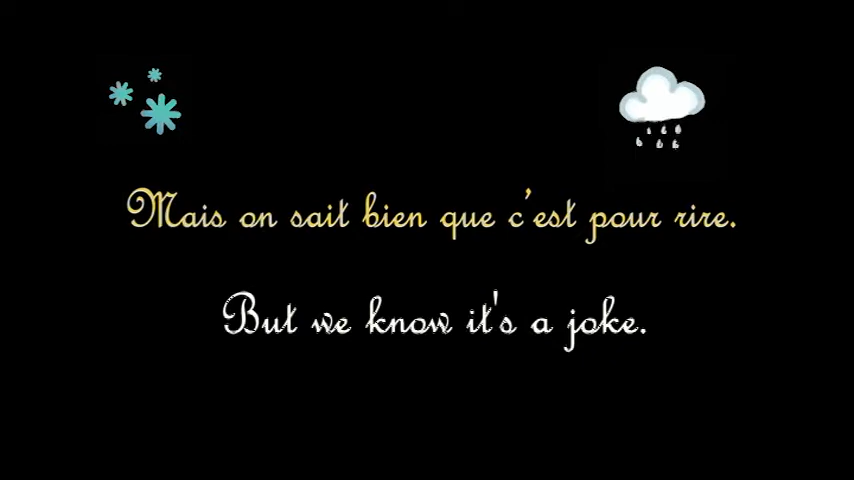 Mais on sait bien que c'est pour rire.
But we know it's a joke.